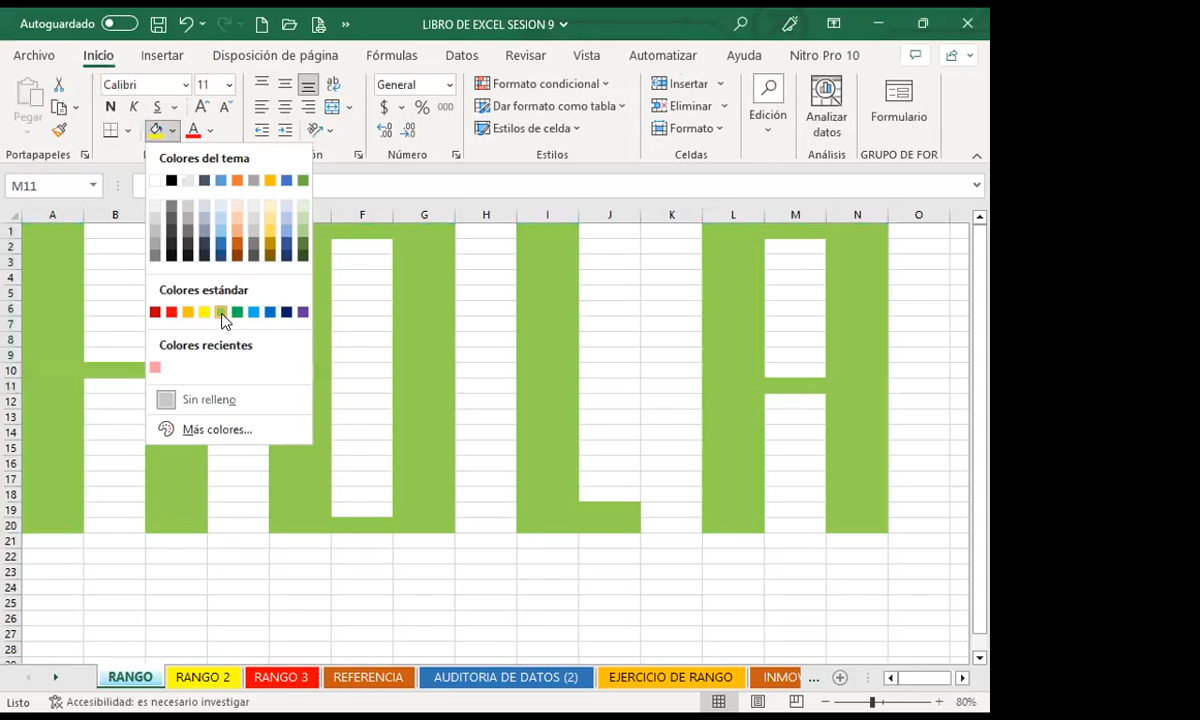 Autoguardado
LIBRO DE EXCEL SESION 9
Archivo Inicio Insertar Disposición de página Fórmulas Datos Revisar Vista Automatizar Ayuda Nitro Pro 10
Pegar
Portapapeles
Calibri 11
N K S
General
$ % 000
Número
Formato condicional
Dar formato como tabla
Estilos de celda
Estilos
Insertar
Eliminar
Formato
Celdas
Edición
Analizar datos
Análisis
Formulario
GRUPO DE FOR
M11
Colores del tema
Colores estándar
Colores recientes
Sin relleno
Más colores...
A B F G H I J K L M N O
1
2
3
4
5
6
7
8
9
10
11
12
13
14
15
16
17
18
19
20
21
22
23
24
25
26
27
28
HOLA
RANGO RANGO 2 RANGO 3 REFERENCIA AUDITORIA DE DATOS (2) EJERCICIO DE RANGO INMOV ...
Listo Accesibilidad: es necesario investigar 80%